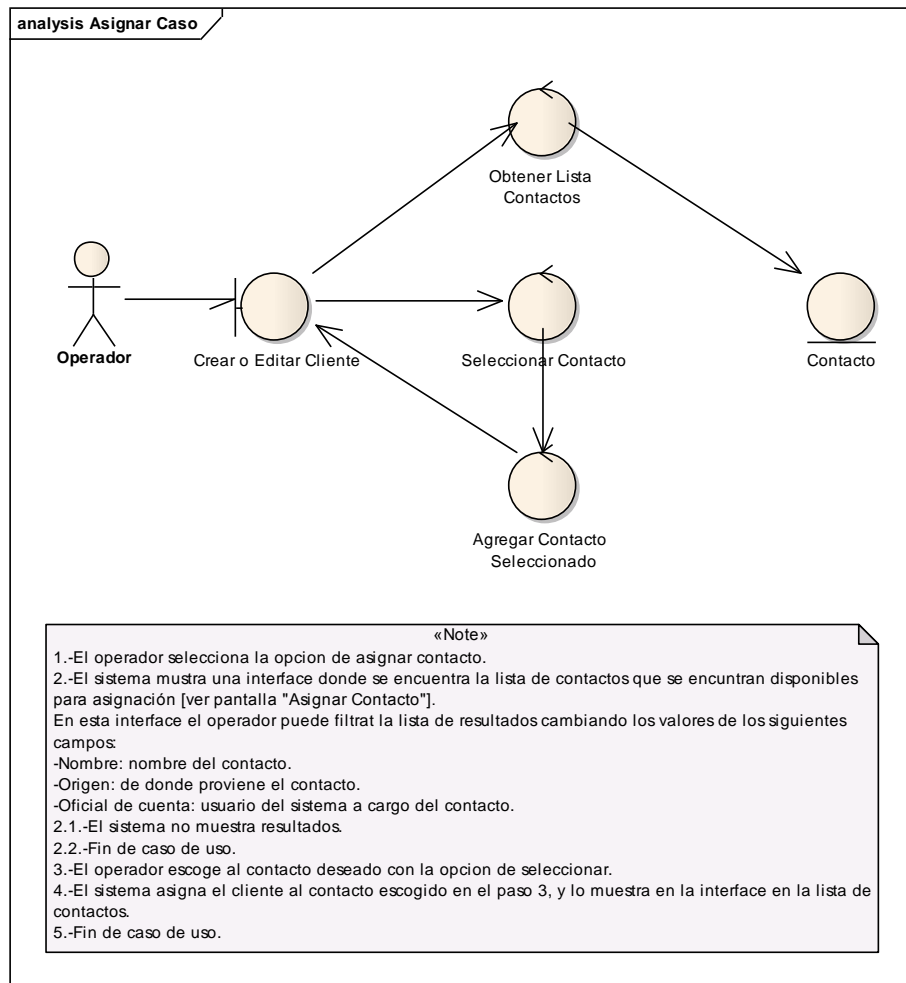 analysis Asignar Caso
Obtener Lista
Contactos
Operador
Crear o Editar Cliente
Seleccionar Contacto
Contacto
Agregar Contacto
Seleccionado
«Note»
1.-El operador selecciona la opcion de asignar contacto.
2.-El sistema mustra una interface donde se encuentra la lista de contactos que se encuntran disponibles
para asignación [ver pantalla "Asignar Contacto"].
En esta interface el operador puede filtrat la lista de resultados cambiando los valores de los siguientes
campos:
-Nombre: nombre del contacto.
-Origen: de donde proviene el contacto.
-Oficial de cuenta: usuario del sistema a cargo del contacto.
2.1.-El sistema no muestra resultados.
2.2.-Fin de caso de uso.
3.-El operador escoge al contacto deseado con la opcion de seleccionar.
4.-El sistema asigna el cliente al contacto escogido en el paso 3, y lo muestra en la interface en la lista de
contactos.
5.-Fin de caso de uso.